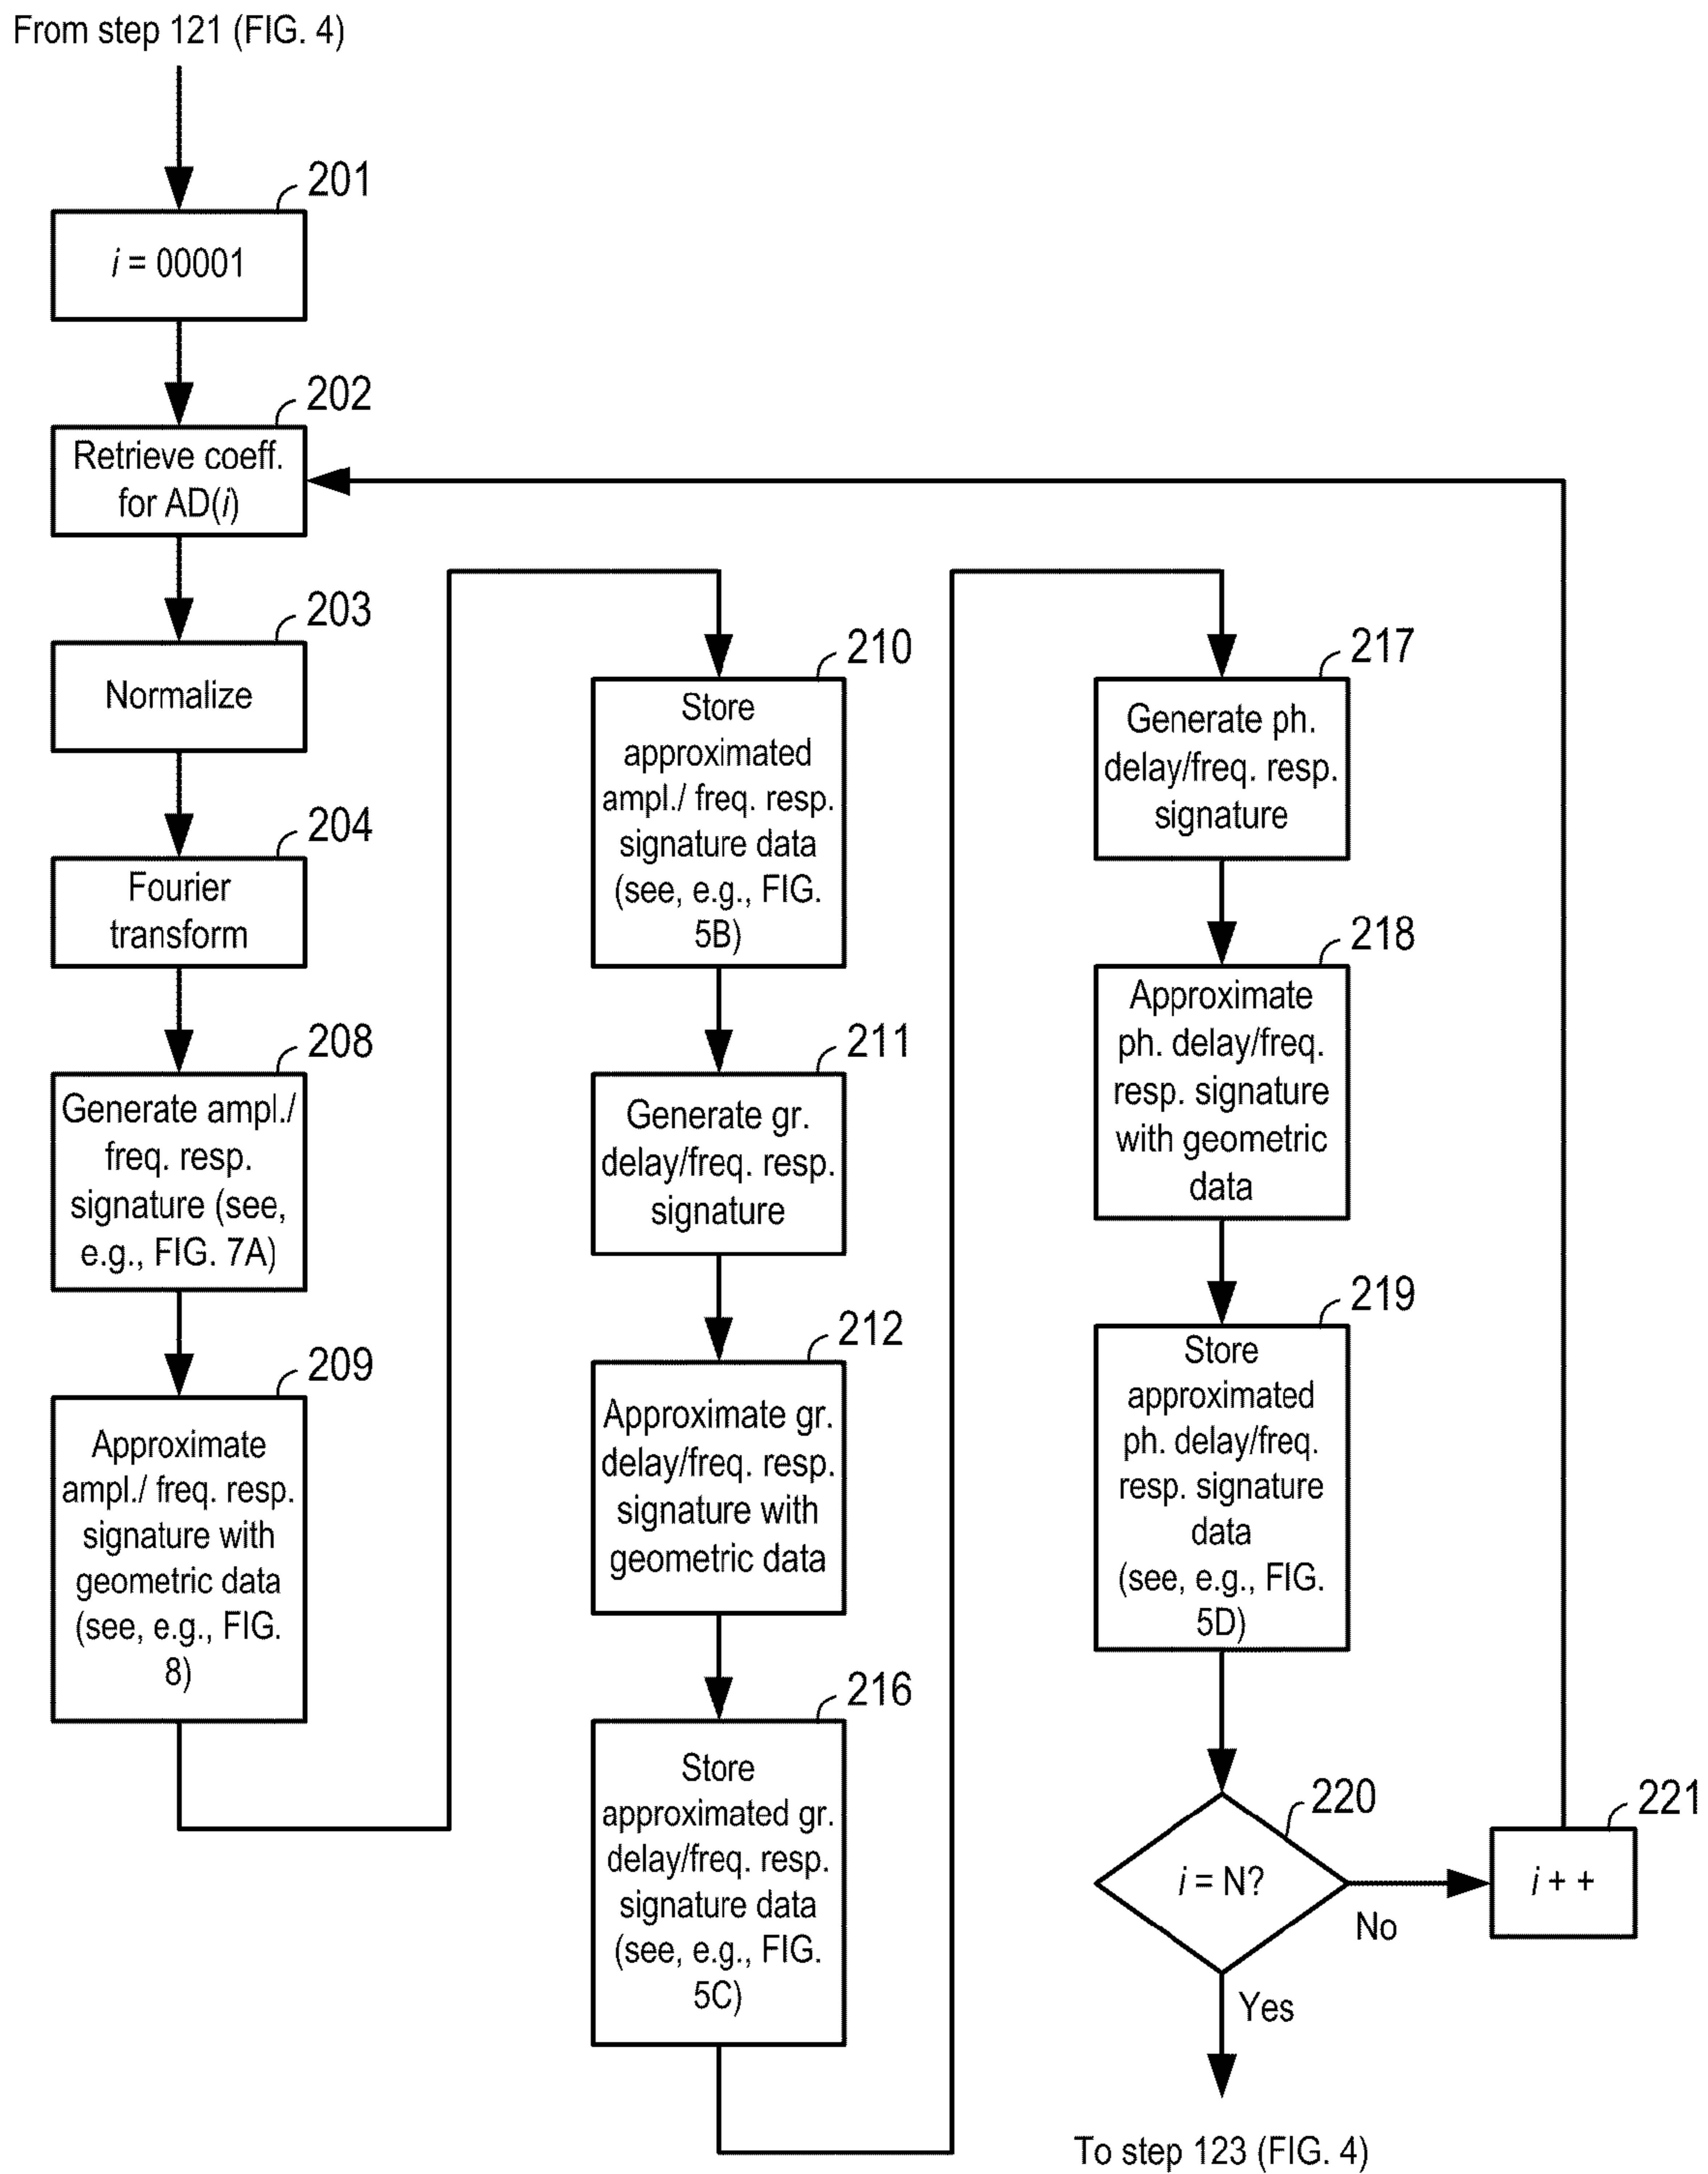 From step 121 (FIG. 4)
201
i = 00001
202
Retrieve coeff.
for AD(i)
203
Normalize
204
Fourier
transform
208
Generate ampl./
freq. resp.
signature (see,
e.g., FIG. 7A)
209
Approximate
ampl./ freq. resp.
signature with
geometric data
(see, e.g., FIG.
8)
210
Store
approximated
ampl./ freq. resp.
signature data
(see, e.g., FIG.
5B)
211
Generate gr.
delay/freq. resp.
signature
212
Approximate gr.
delay/freq. resp.
signature with
geometric data
216
Store
approximated gr.
delay/freq. resp.
signature data
(see, e.g., FIG.
5C)
217
Generate ph.
delay/freq. resp.
signature
218
Approximate
ph. delay/freq.
resp. signature
with geometric
data
219
Store
approximated
ph. delay/freq.
resp. signature
data
(see, e.g., FIG.
5D)
220
i = N?
No
221
i + +
Yes
To step 123 (FIG. 4)